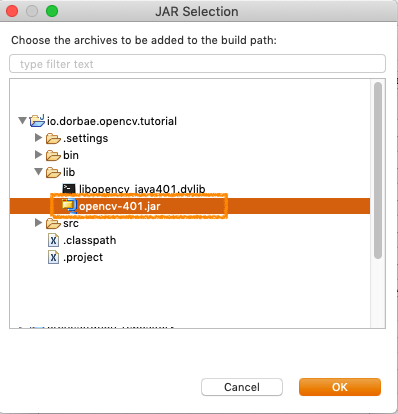 JAR Selection
Choose the archives to be added to the build path:
type filter text
io.dorbae.opencv.tutorial
.settings
bin
lib
libopencv_java401.dylib
opencv-401.jar
src
.classpath
.project
Cancel
OK